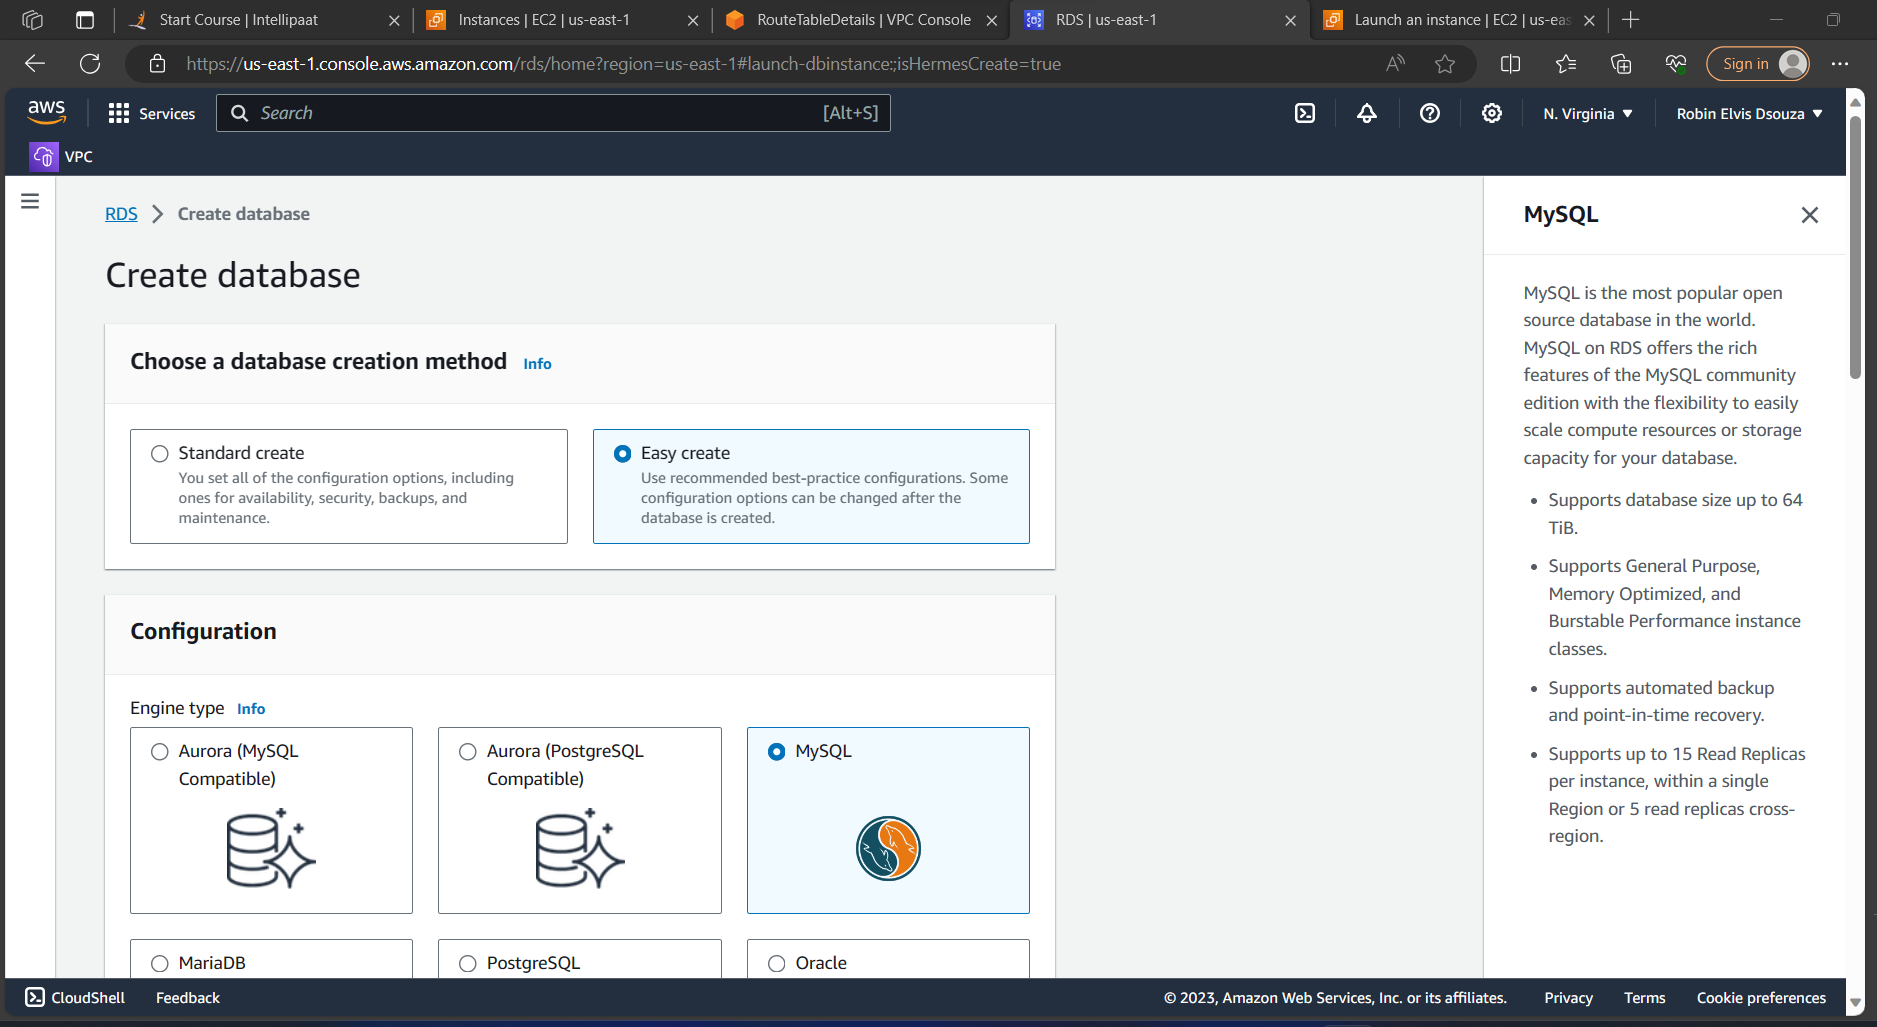 Start Course | Intellipaat
Instances | EC2 | us-east-1
RouteTableDetails | VPC Console
RDS | us-east-1
Launch an instance | EC2 | us-eas
https://us-east-1.console.aws.amazon.com/rds/home?region=us-east-1#launch-dbinstance:;isHermesCreate=true
A))
Sign in
aws
Services
Search
[Alt+S]
N. Virginia
Robin Elvis Dsouza
VPC
RDS > Create database
Create database
Choose a database creation method Info
Standard create
You set all of the configuration options, including
ones for availability, security, backups, and
maintenance.
Easy create
Use recommended best-practice configurations. Some
configuration options can be changed after the
database is created.
Configuration
Engine type Info
Aurora (MySQL
Compatible)
Aurora (PostgreSQL
Compatible)
MySQL
MariaDB
PostgreSQL
Oracle
MySQL
MySQL is the most popular open
source database in the world.
MySQL on RDS offers the rich
features of the MySQL community
edition with the flexibility to easily
scale compute resources or storage
capacity for your database.
• Supports database size up to 64
TiB.
• Supports General Purpose,
Memory Optimized, and
Burstable Performance instance
classes.
• Supports automated backup
and point-in-time recovery.
• Supports up to 15 Read Replicas
per instance, within a single
Region or 5 read replicas cross-
region.
CloudShell
Feedback
© 2023, Amazon Web Services, Inc. or its affiliates.
Privacy
Terms
Cookie preferences